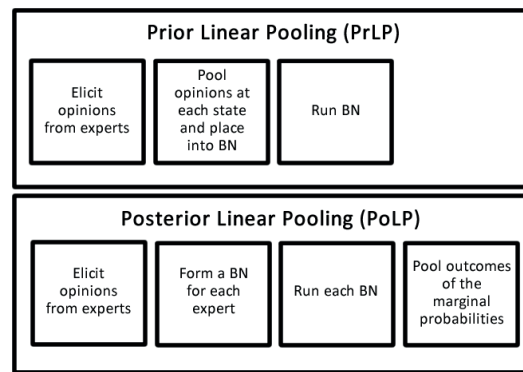 Prior Linear Pooling (PrLP)
Elicit
opinions
from experts
Pool
opinions at
each state
and place
into BN
Run BN
Posterior Linear Pooling (PoLP)
Elicit
opinions
from experts
Form a BN
for each
expert
Run each BN
Pool outcomes
of the
marginal
probabilities